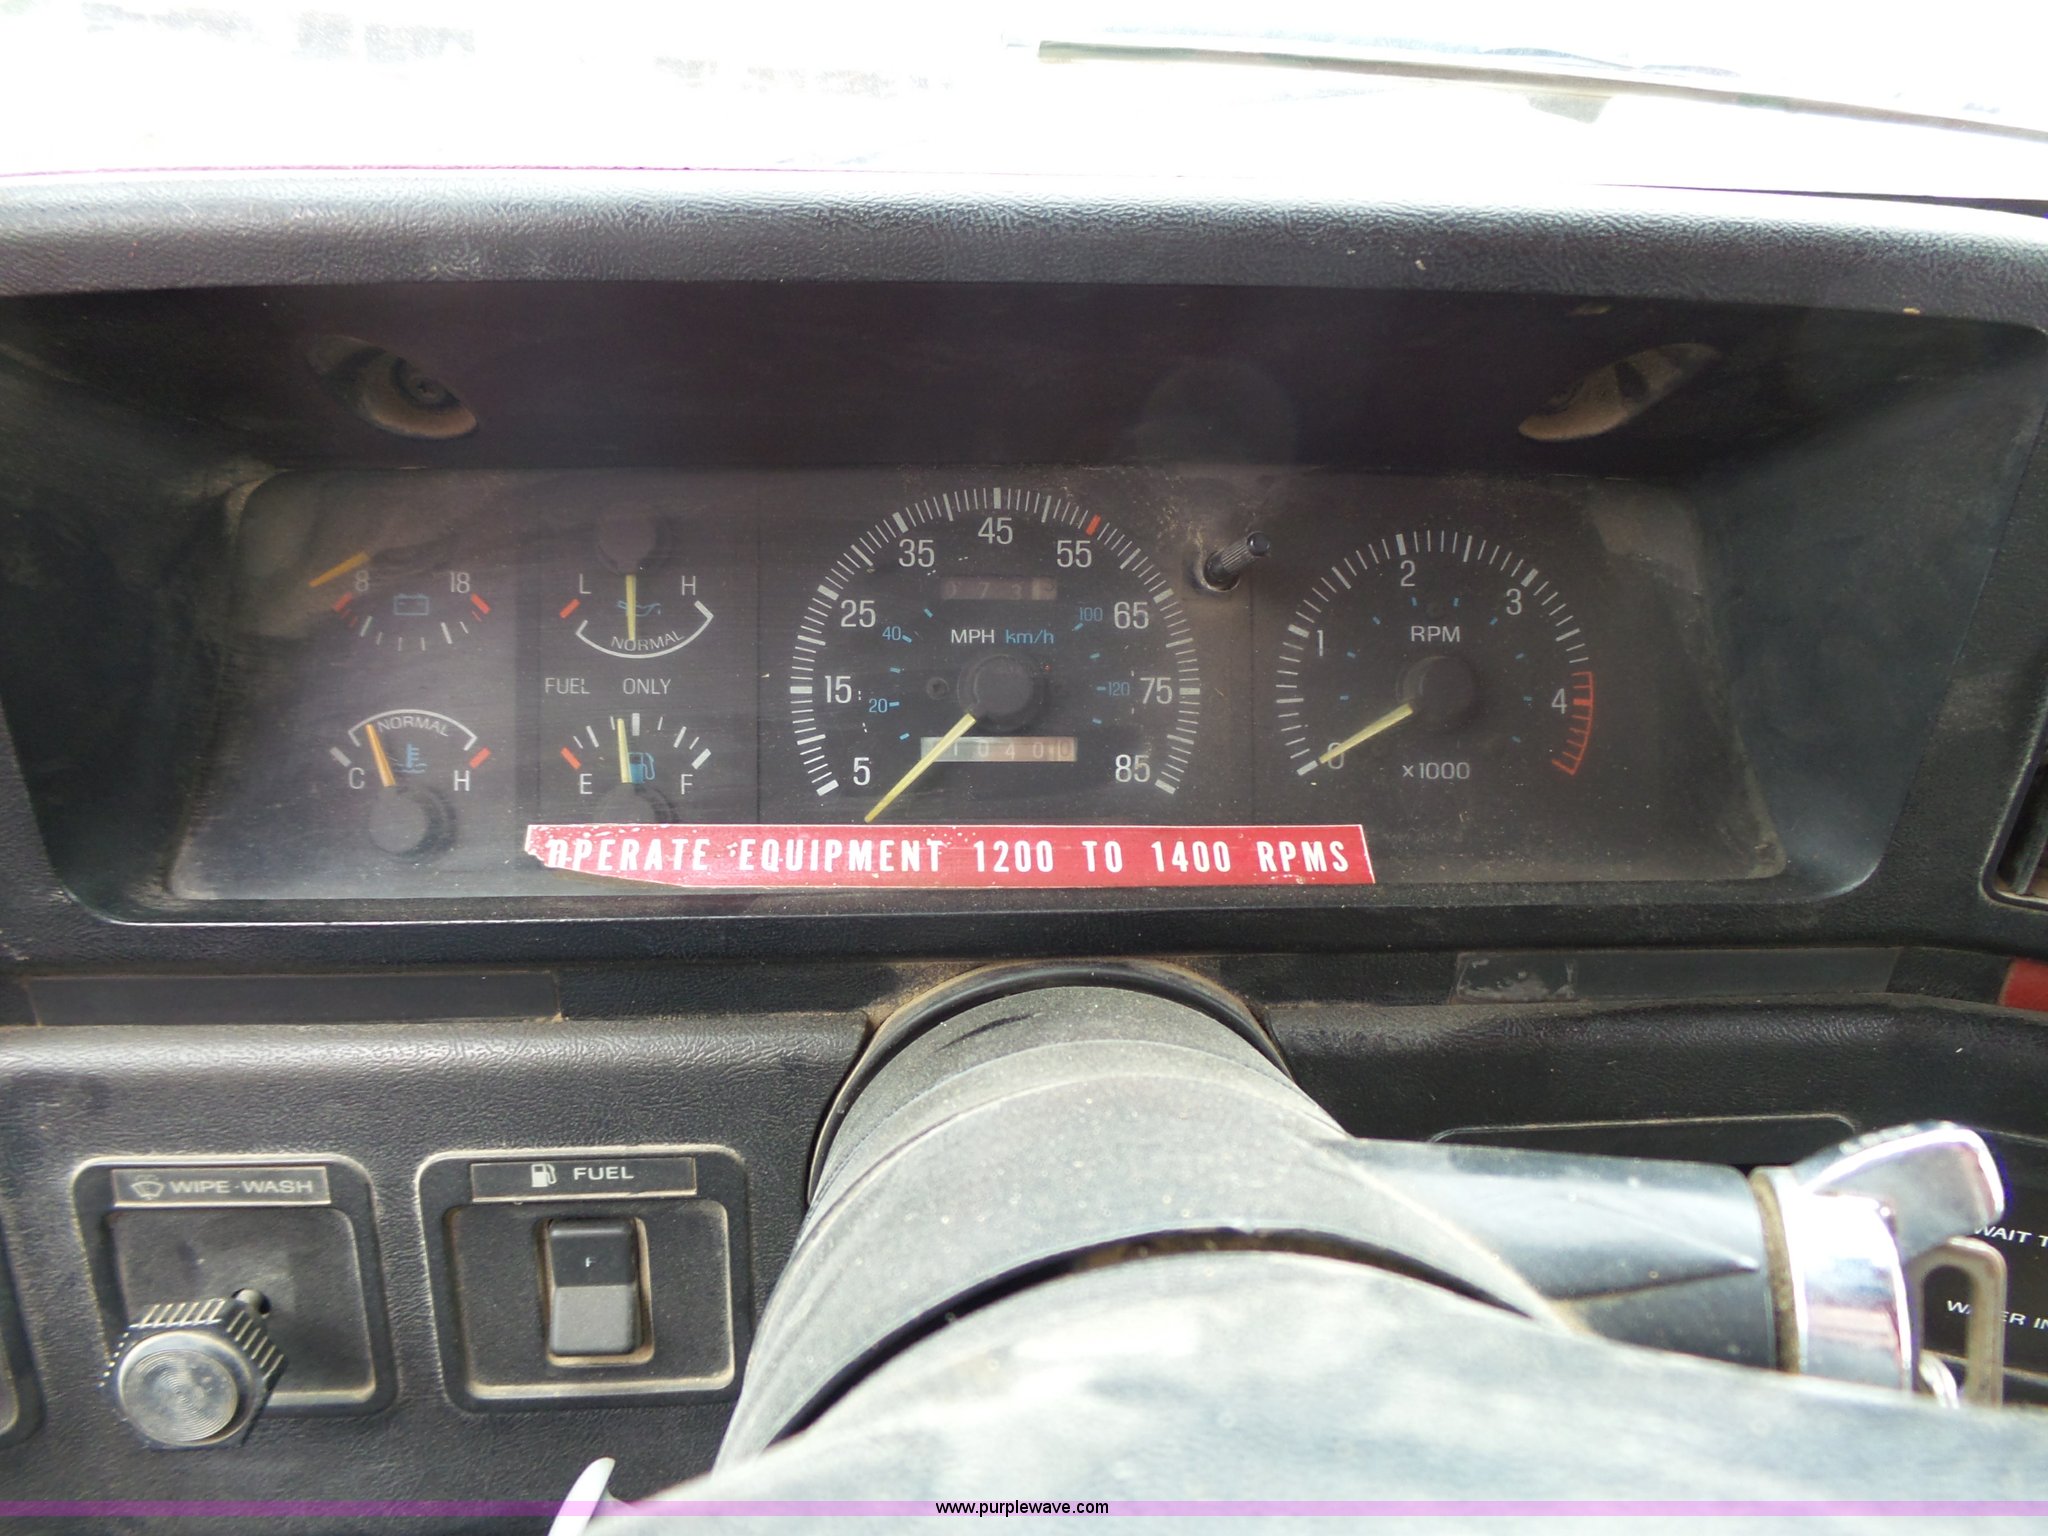 45
35
55
25
65
MPH km/h
40
100
15
75
20
120
5
85
8
18
L
H
NORMAL
FUEL ONLY
NORMAL
C
H
E
F
2
3
1
RPM
4
0
×1000
OPERATE EQUIPMENT 1200 TO 1400 RPMS
WIPE-WASH
FUEL
F
WAIT
www.purplewave.com